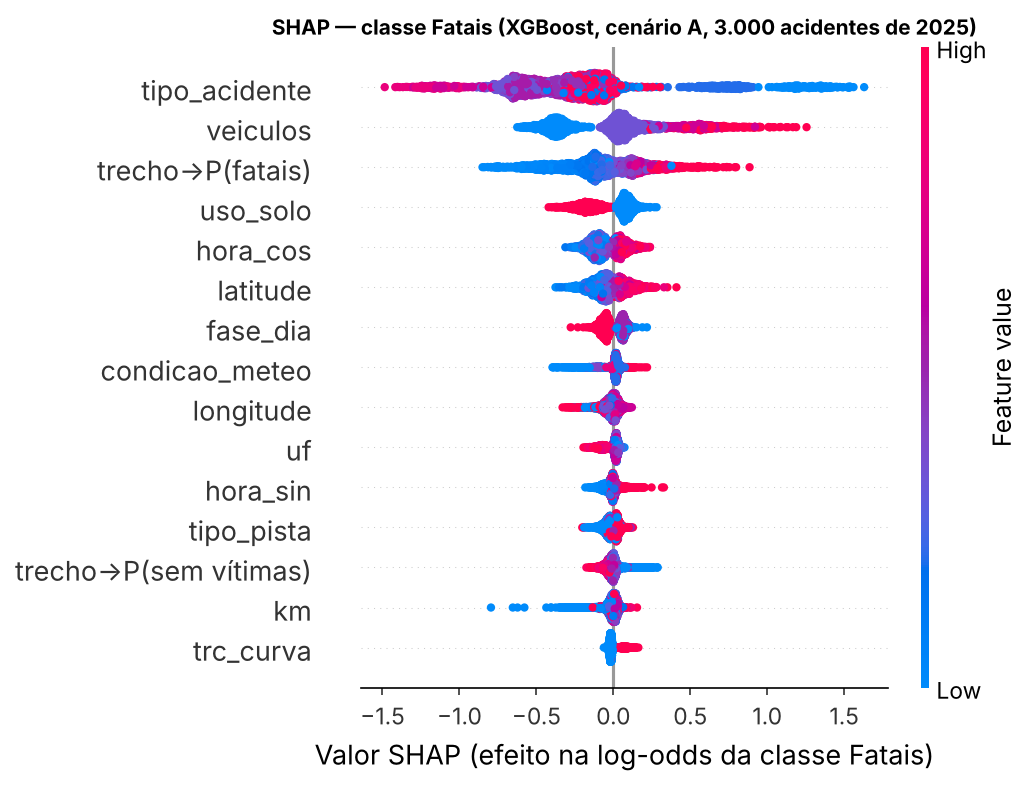 SHAP — classe Fatais (XGBoost, cenário A, 3.000 acidentes de 2025)
High
tipo_acidente
veiculos
trecho→P(fatais)
uso_solo
hora_cos
latitude
fase_dia
condicao_meteo
longitude
uf
hora_sin
tipo_pista
trecho→P(sem vítimas)
km
trc_curva
Feature value
Low
−1.5 −1.0 −0.5 0.0 0.5 1.0 1.5
Valor SHAP (efeito na log-odds da classe Fatais)